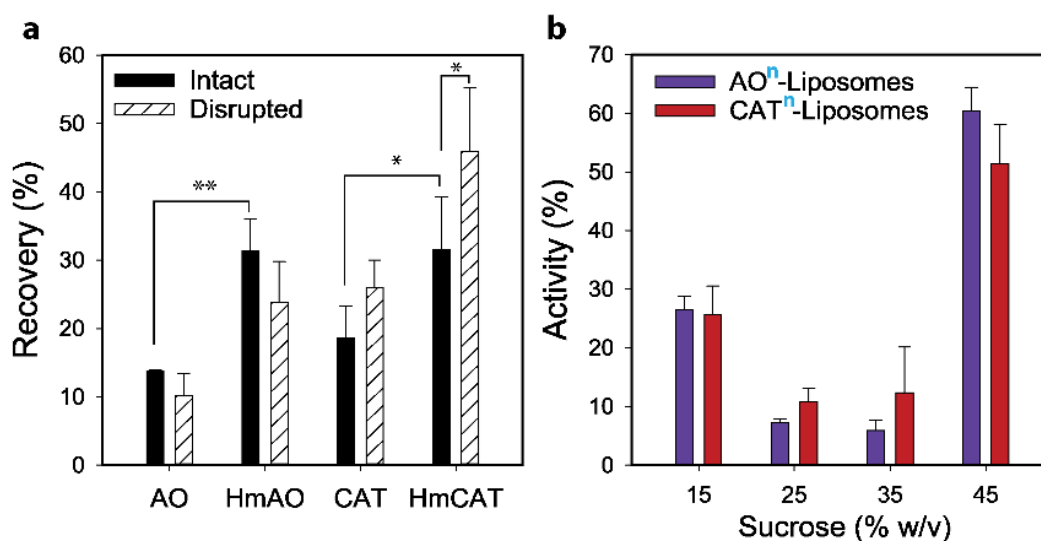 a
Recovery (%)
60
50
40
30
20
10
0
Intact
Disrupted
**
*
*
AO HmAO CAT HmCAT
b
Activity (%)
70
60
50
40
30
20
10
0
AOⁿ-Liposomes
CATⁿ-Liposomes
15 25 35 45
Sucrose (% w/v)